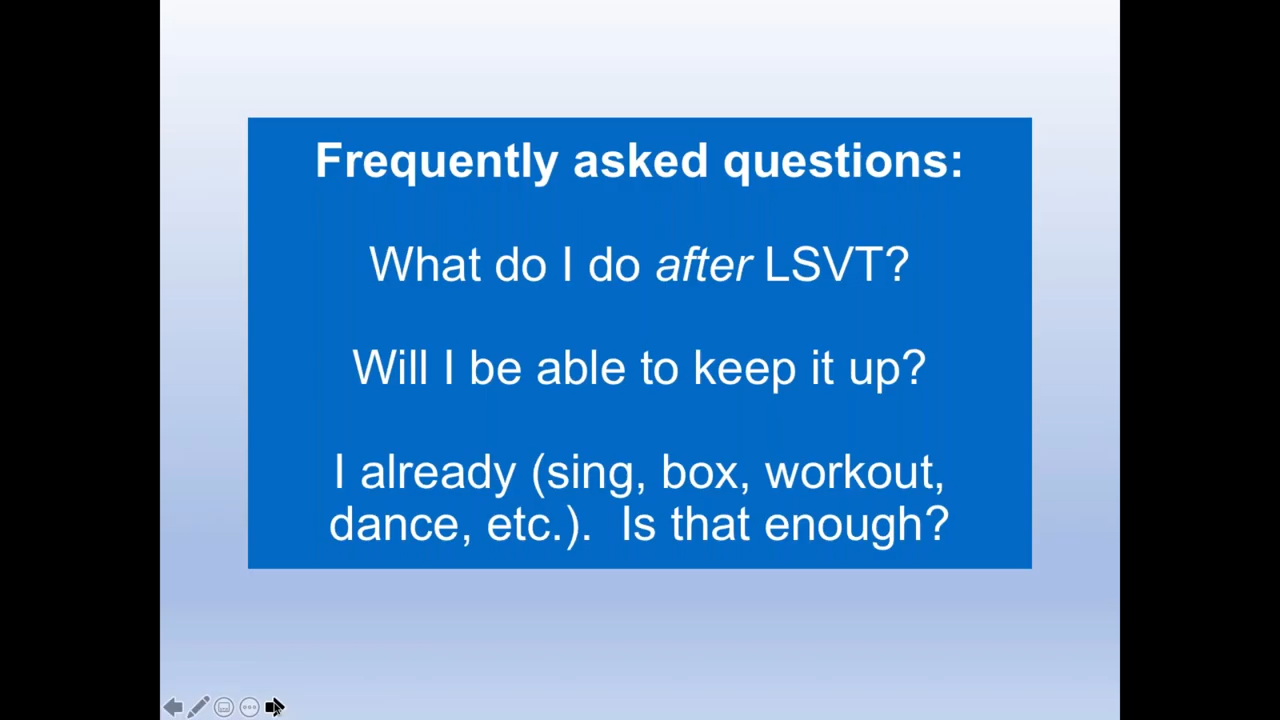 Frequently asked questions:
What do I do after LSVT?
Will I be able to keep it up?
I already (sing, box, workout,
dance, etc.).  Is that enough?